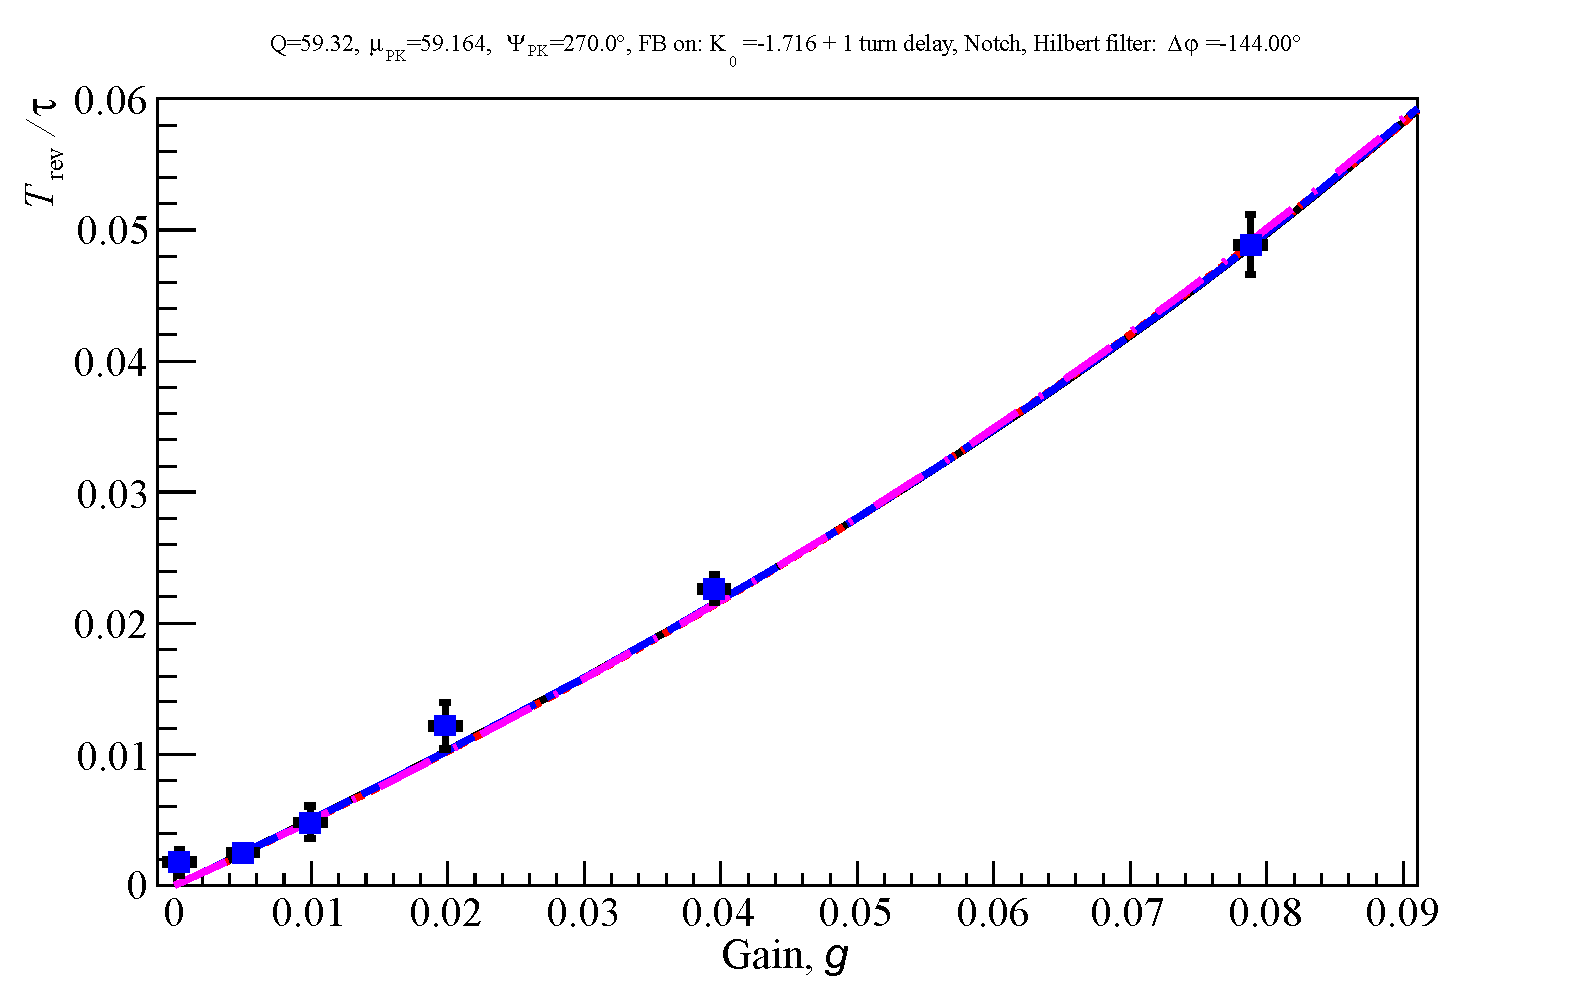 Q=59.32, μPK=59.164, ΨPK=270.0°, FB on: K0=-1.716 + 1 turn delay, Notch, Hilbert filter: Δφ =-144.00°
Trev/τ
0.06
0.05
0.04
0.03
0.02
0.01
0
0 0.01 0.02 0.03 0.04 0.05 0.06 0.07 0.08 0.09
Gain, g